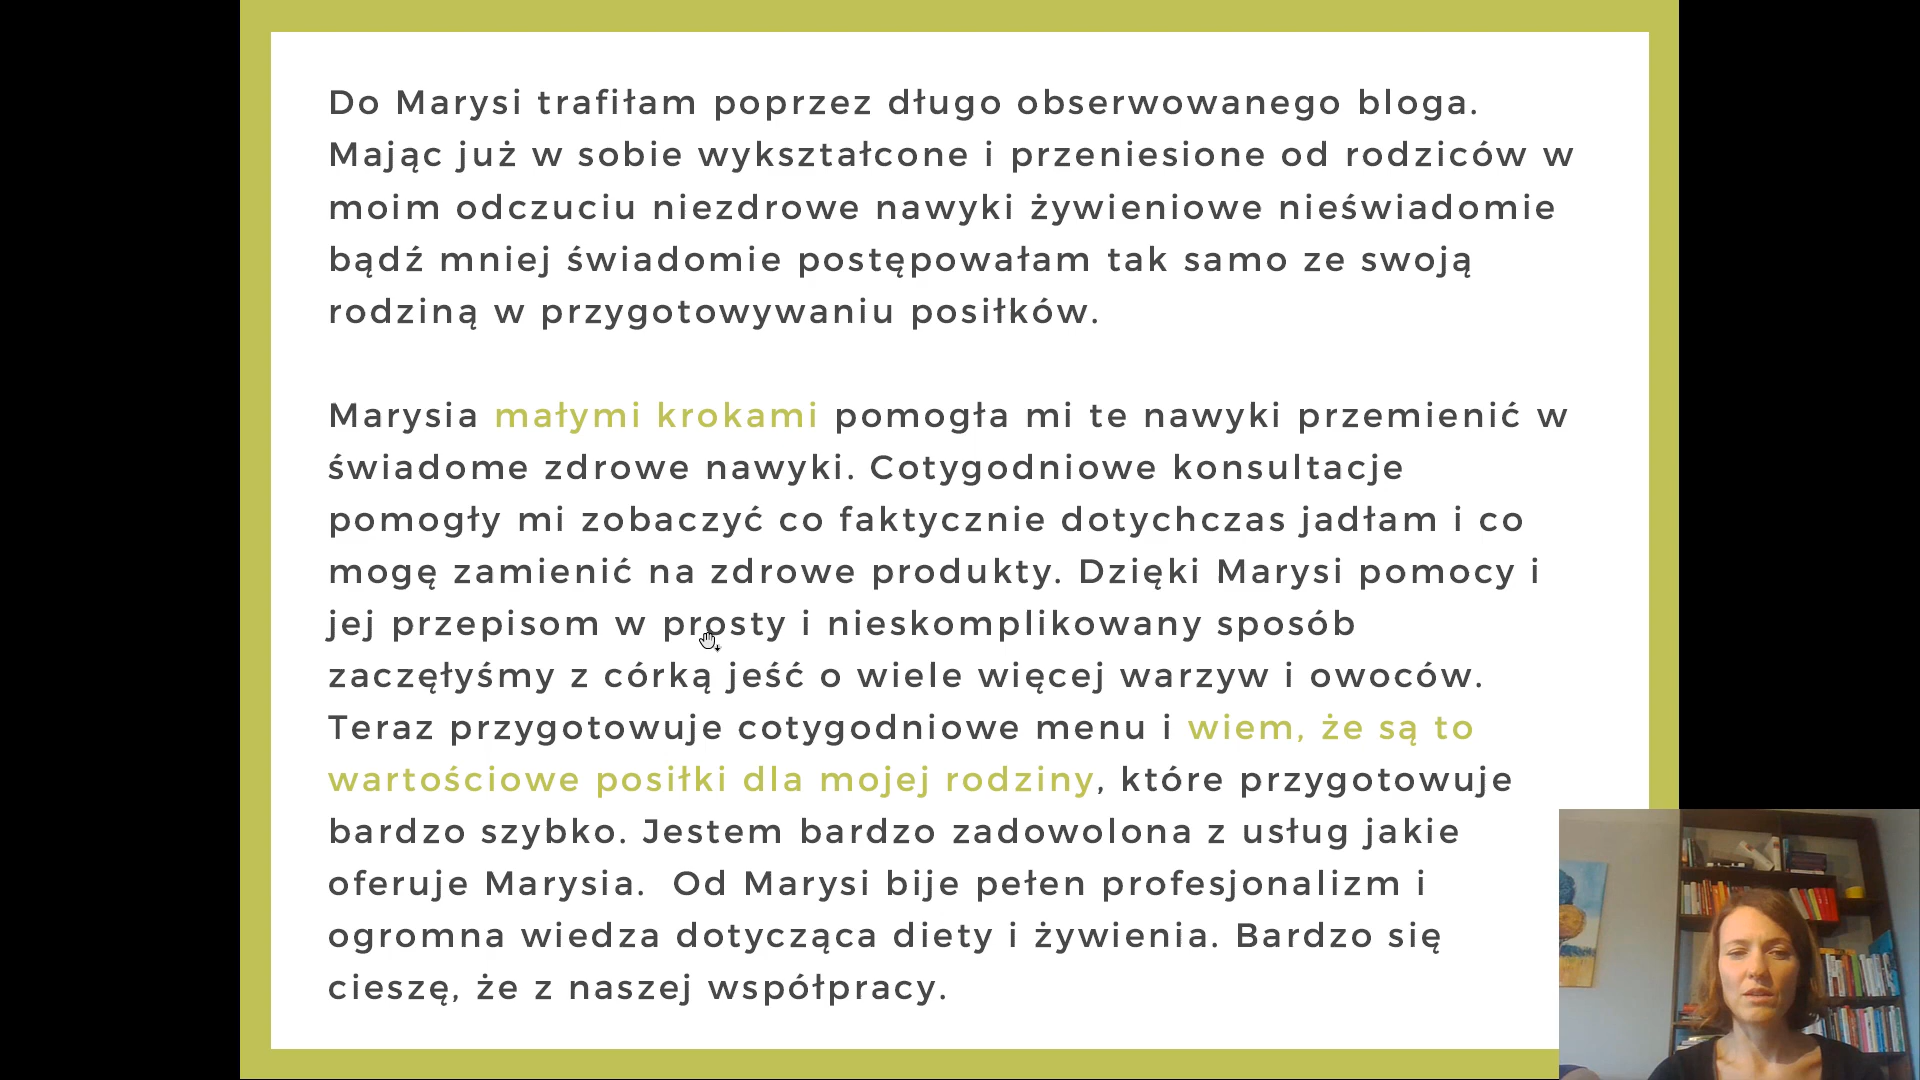 Do Marysi trafiłam poprzez długo obserwowanego bloga.
Mając już w sobie wykształcone i przeniesione od rodziców w
moim odczuciu niezdrowe nawyki żywieniowe nieświadomie
bądź mniej świadomie postępowałam tak samo ze swoją
rodziną w przygotowywaniu posiłków.
Marysia małymi krokami pomogła mi te nawyki przemienić w
świadome zdrowe nawyki. Cotygodniowe konsultacje
pomogły mi zobaczyć co faktycznie dotychczas jadłam i co
mogę zamienić na zdrowe produkty. Dzięki Marysi pomocy i
jej przepisom w prosty i nieskomplikowany sposób
zaczęłyśmy z córką jeść o wiele więcej warzyw i owoców.
Teraz przygotowuje cotygodniowe menu i wiem, że są to
wartościowe posiłki dla mojej rodziny, które przygotowuje
bardzo szybko. Jestem bardzo zadowolona z usług jakie
oferuje Marysia.  Od Marysi bije pełen profesjonalizm i
ogromna wiedza dotycząca diety i żywienia. Bardzo się
cieszę, że z naszej współpracy.